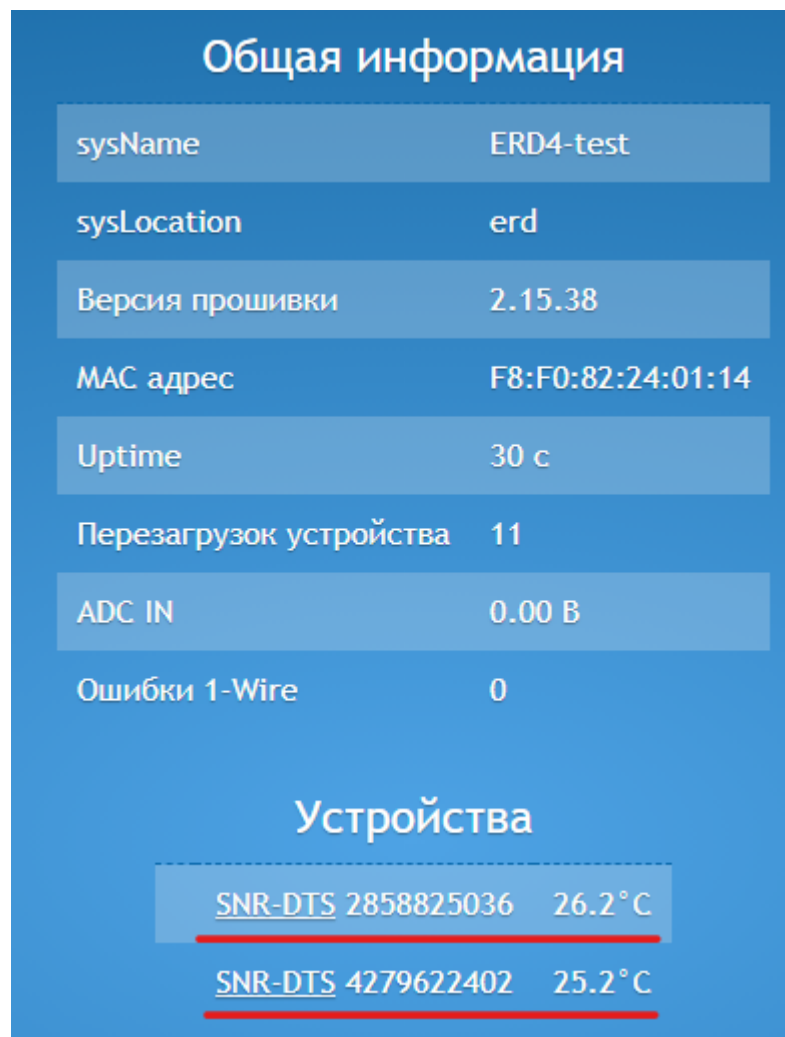 Общая информация
sysName ERD4-test
sysLocation erd
Версия прошивки 2.15.38
MAC адрес F8:F0:82:24:01:14
Uptime 30 с
Перезагрузок устройства 11
ADC IN 0.00 В
Ошибки 1-Wire 0
Устройства
SNR-DTS 2858825036 26.2°C
SNR-DTS 4279622402 25.2°C